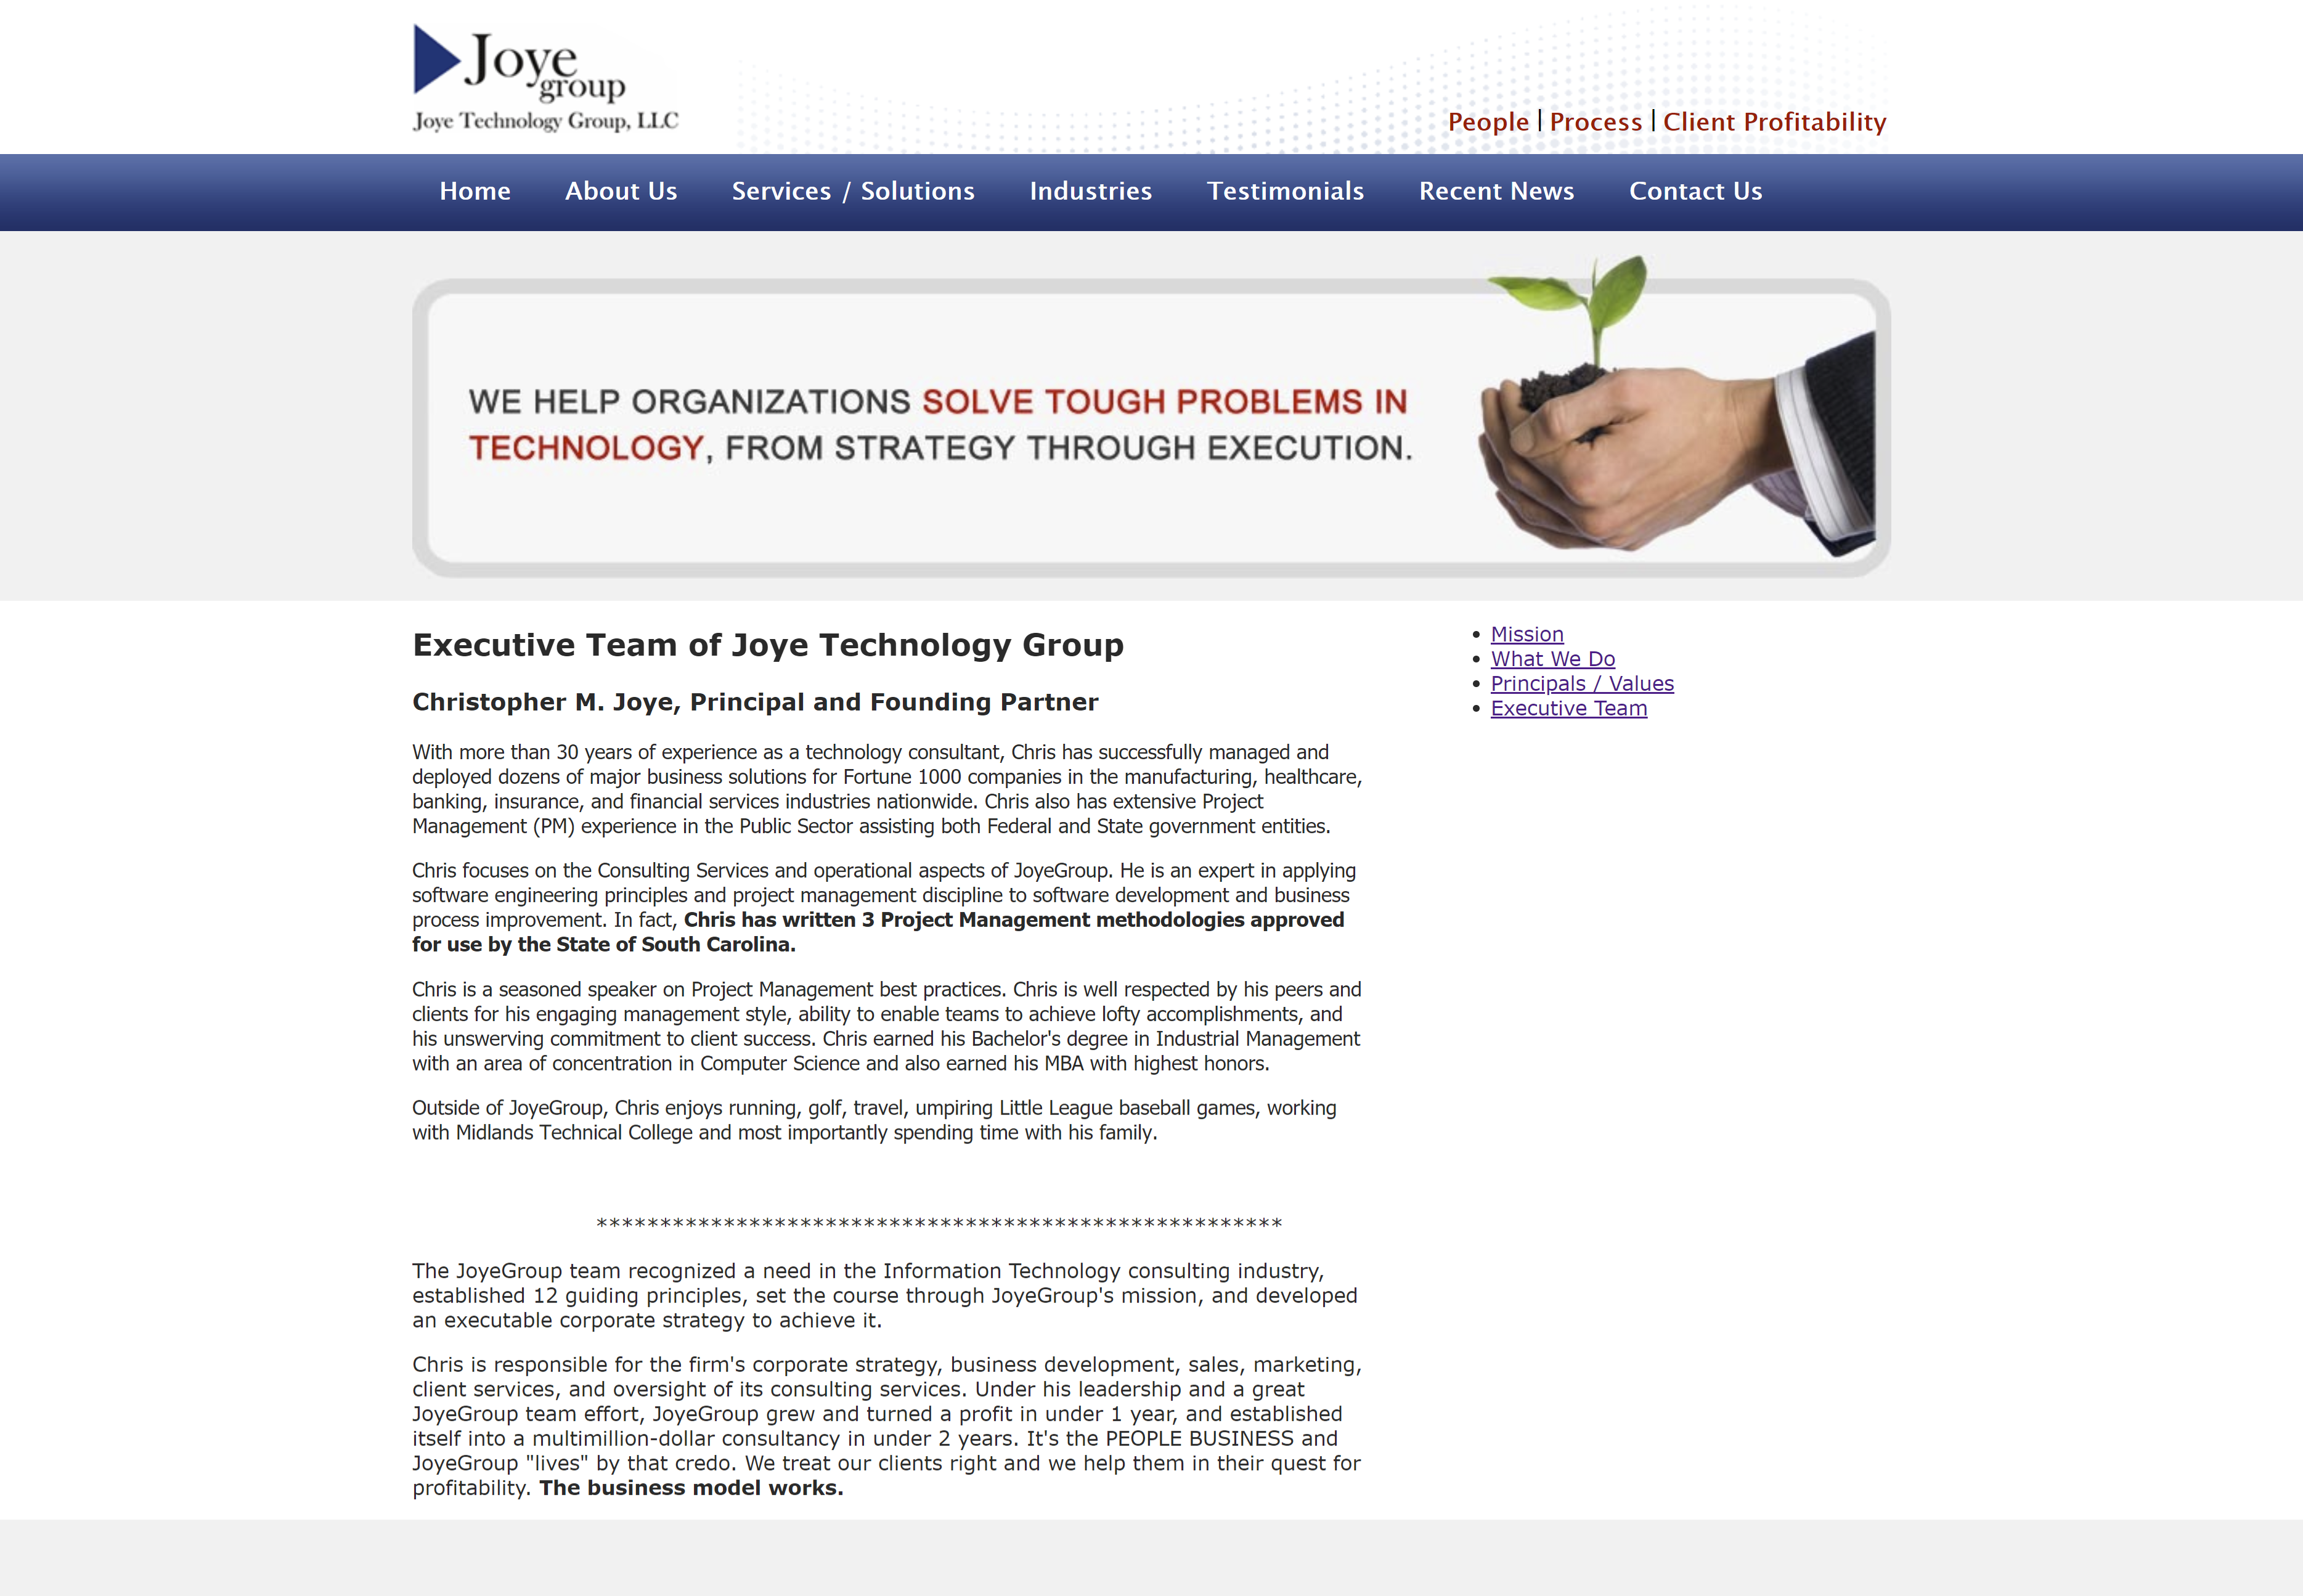 Joye
group
Joye Technology Group, LLC
People | Process | Client Profitability
Home About Us Services / Solutions Industries Testimonials Recent News Contact Us
WE HELP ORGANIZATIONS SOLVE TOUGH PROBLEMS IN
TECHNOLOGY, FROM STRATEGY THROUGH EXECUTION.
Executive Team of Joye Technology Group
Christopher M. Joye, Principal and Founding Partner
With more than 30 years of experience as a technology consultant, Chris has successfully managed and
deployed dozens of major business solutions for Fortune 1000 companies in the manufacturing, healthcare,
banking, insurance, and financial services industries nationwide. Chris also has extensive Project
Management (PM) experience in the Public Sector assisting both Federal and State government entities.
Chris focuses on the Consulting Services and operational aspects of JoyeGroup. He is an expert in applying
software engineering principles and project management discipline to software development and business
process improvement. In fact, Chris has written 3 Project Management methodologies approved
for use by the State of South Carolina.
Chris is a seasoned speaker on Project Management best practices. Chris is well respected by his peers and
clients for his engaging management style, ability to enable teams to achieve lofty accomplishments, and
his unswerving commitment to client success. Chris earned his Bachelor's degree in Industrial Management
with an area of concentration in Computer Science and also earned his MBA with highest honors.
Outside of JoyeGroup, Chris enjoys running, golf, travel, umpiring Little League baseball games, working
with Midlands Technical College and most importantly spending time with his family.
******************************************************
The JoyeGroup team recognized a need in the Information Technology consulting industry,
established 12 guiding principles, set the course through JoyeGroup's mission, and developed
an executable corporate strategy to achieve it.
Chris is responsible for the firm's corporate strategy, business development, sales, marketing,
client services, and oversight of its consulting services. Under his leadership and a great
JoyeGroup team effort, JoyeGroup grew and turned a profit in under 1 year, and established
itself into a multimillion-dollar consultancy in under 2 years. It's the PEOPLE BUSINESS and
JoyeGroup "lives" by that credo. We treat our clients right and we help them in their quest for
profitability. The business model works.
• Mission
• What We Do
• Principals / Values
• Executive Team